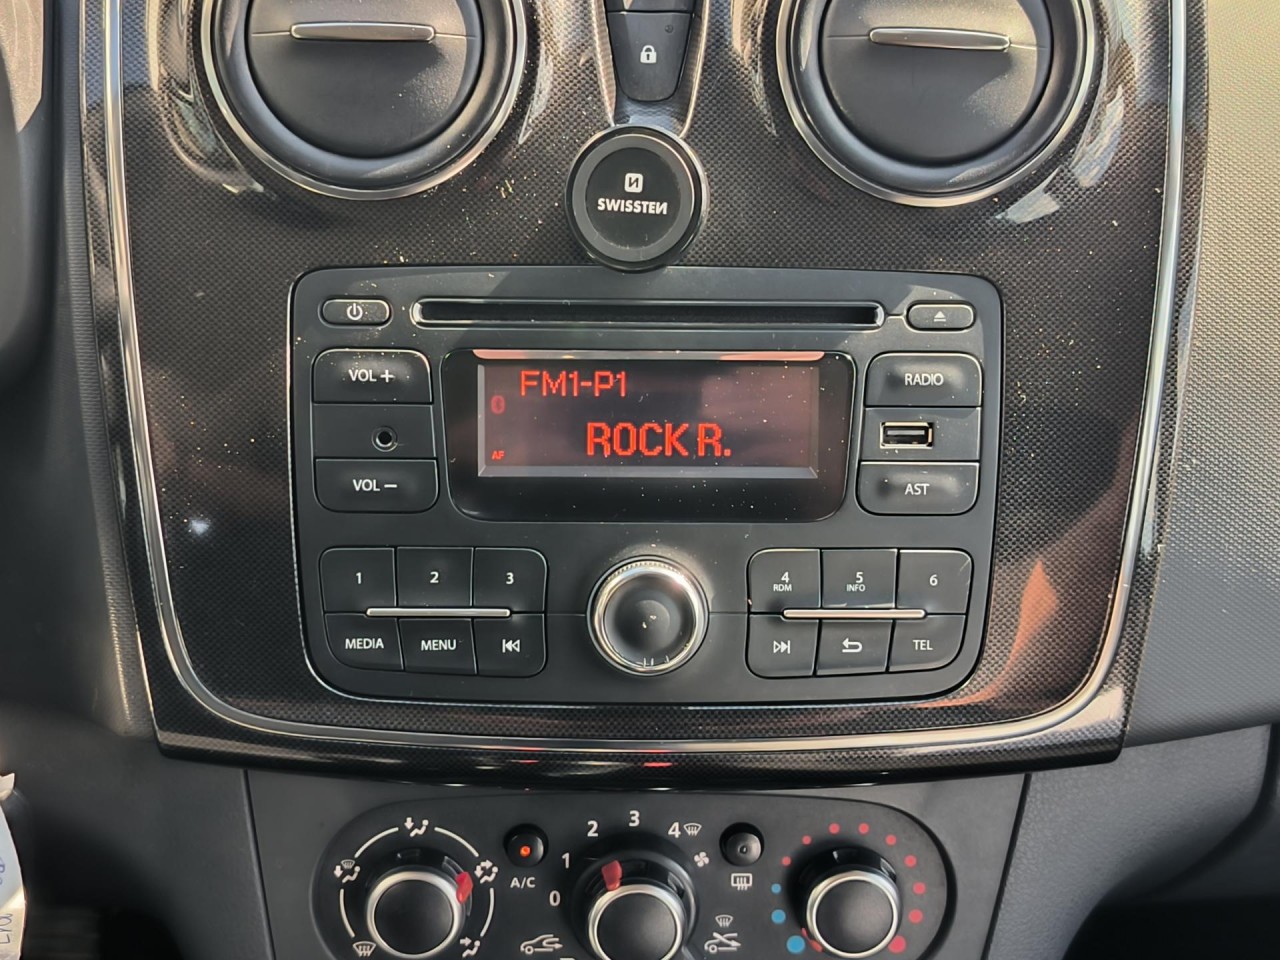 SWISSTEN
VOL +
RADIO
FM1-P1
ROCK R.
AF
VOL –
AST
1
2
3
4
RDM
5
INFO
6
MEDIA
MENU
TEL
0
1
2
3
4
A/C